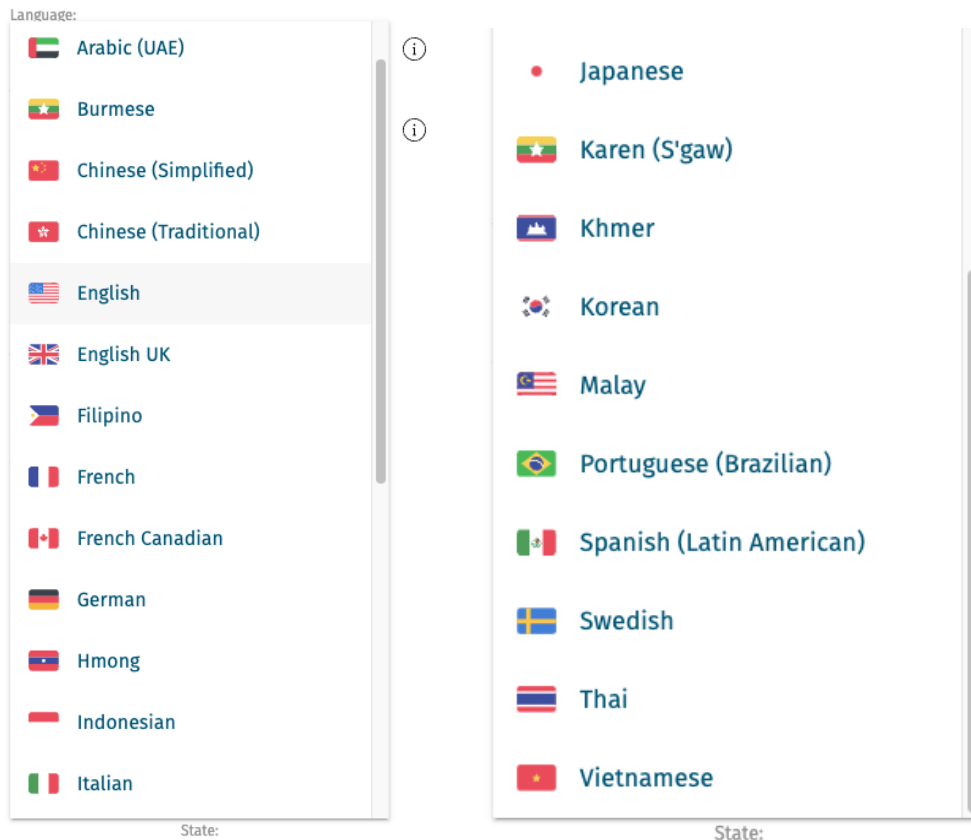 Language:
Arabic (UAE)
Burmese
Chinese (Simplified)
Chinese (Traditional)
English
English UK
Filipino
French
French Canadian
German
Hmong
Indonesian
Italian
State:
i
i
Japanese
Karen (S'gaw)
Khmer
Korean
Malay
Portuguese (Brazilian)
Spanish (Latin American)
Swedish
Thai
Vietnamese
State: